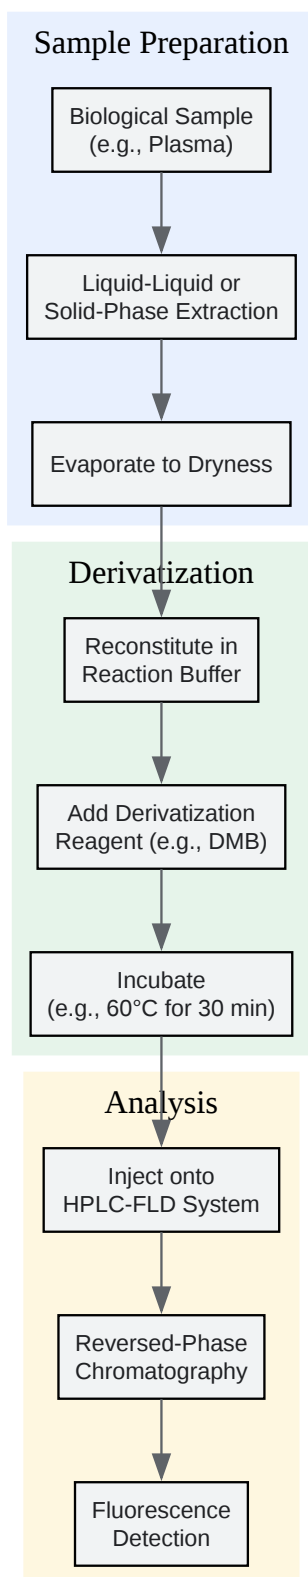 Sample Preparation
Biological Sample
(e.g., Plasma)
Liquid-Liquid or
Solid-Phase Extraction
Evaporate to Dryness
Derivatization
Reconstitute in
Reaction Buffer
Add Derivatization
Reagent (e.g., DMB)
Incubate
(e.g., 60°C for 30 min)
Analysis
Inject onto
HPLC-FLD System
Reversed-Phase
Chromatography
Fluorescence
Detection